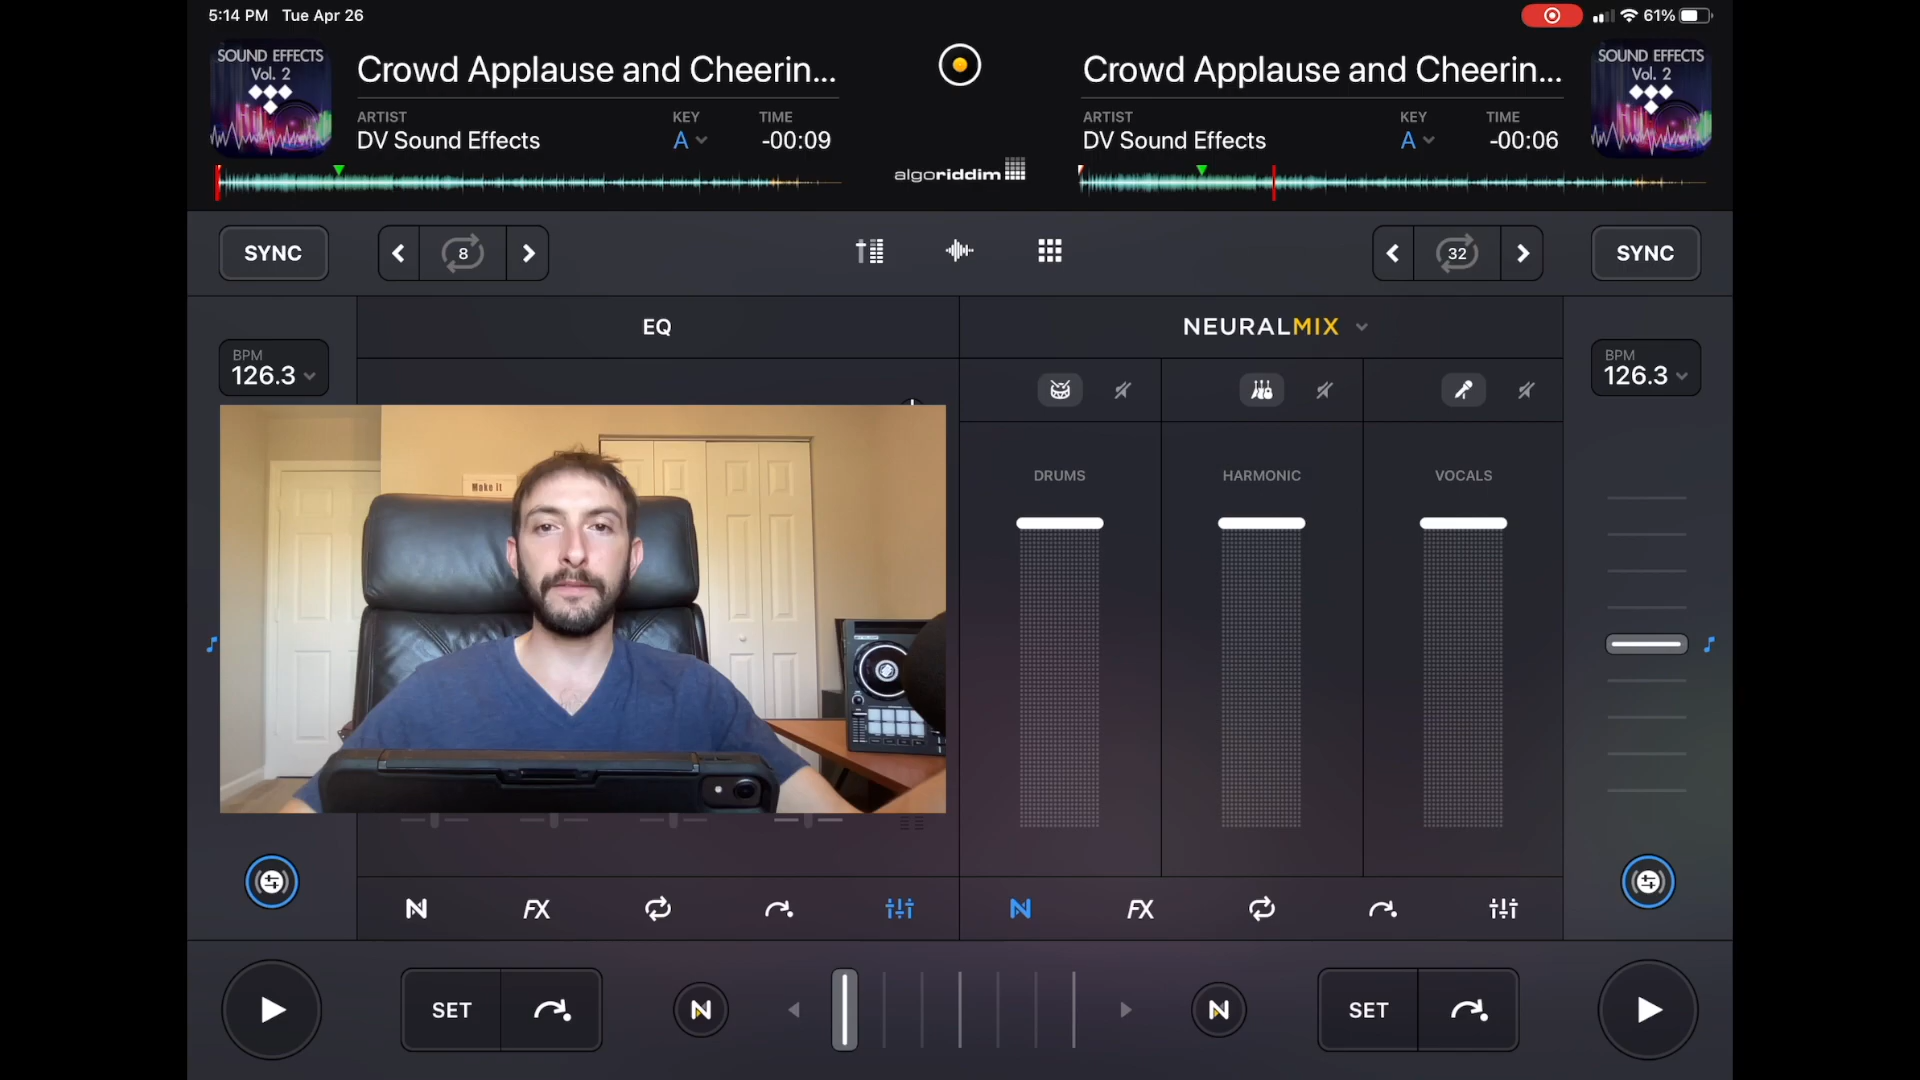 5:14 PM Tue Apr 26
61%
SOUND EFFECTS
Vol. 2
Crowd Applause and Cheerin...
ARTIST
DV Sound Effects
KEY
A
TIME
-00:09
algoriddim
Crowd Applause and Cheerin...
ARTIST
DV Sound Effects
KEY
A
TIME
-00:06
SOUND EFFECTS
Vol. 2
SYNC
8
32
SYNC
EQ
NEURALMIX
BPM
126.3
BPM
126.3
DRUMS
HARMONIC
VOCALS
Make it
N
FX
N
FX
SET
N
N
SET